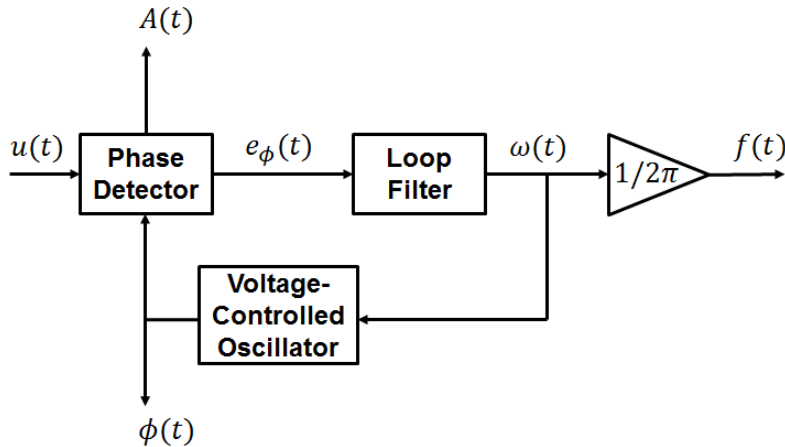 A(t)
u(t)
Phase
Detector
e_ϕ(t)
Loop
Filter
ω(t)
1/2π
f(t)
Voltage-
Controlled
Oscillator
ϕ(t)